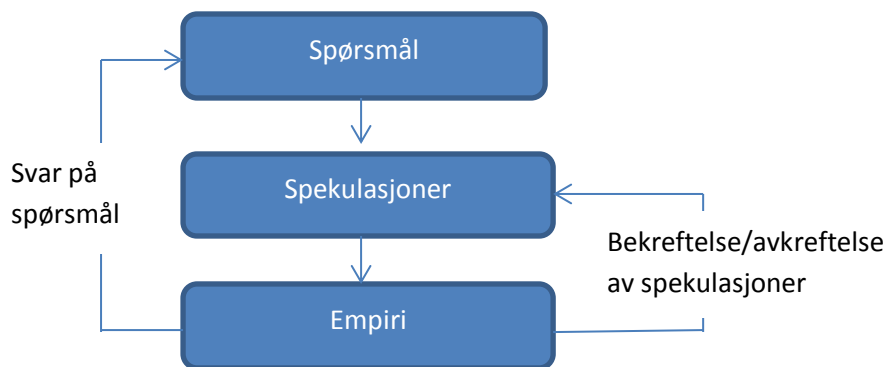 Spørsmål
Svar på
spørsmål
Spekulasjoner
Bekreftelse/avkreftelse
av spekulasjoner
Empiri